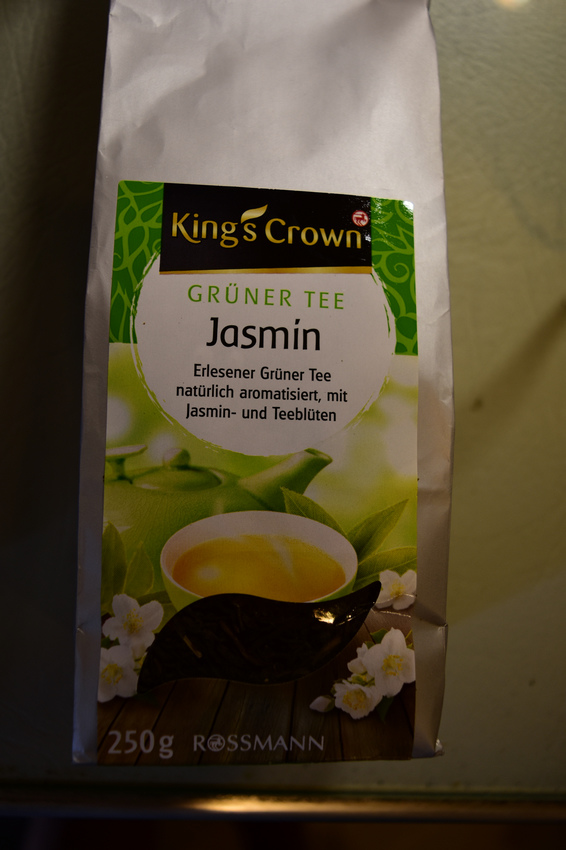 King's Crown
GRÜNER TEE
Jasmin
Erlesener Grüner Tee
natürlich aromatisiert, mit
Jasmin- und Teeblüten
250g ROSSMANN